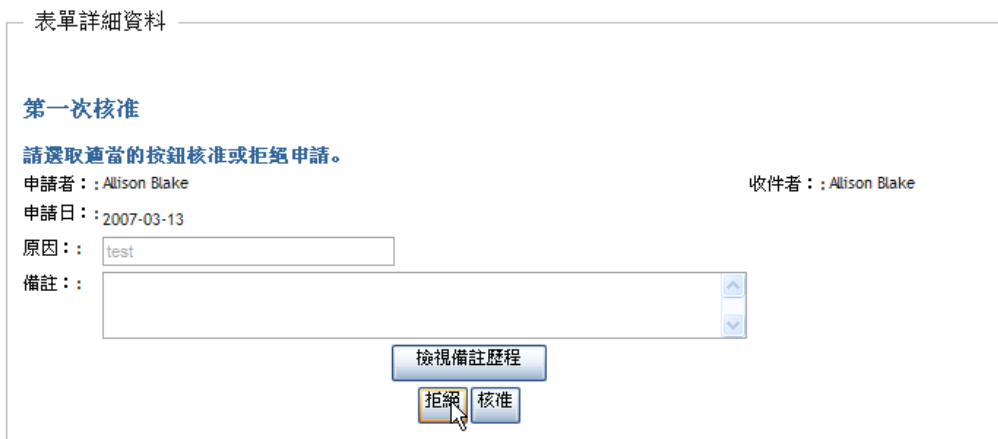 表單詳細資料
第一次核准
請選取適當的按鈕核准或拒絕申請。
申請者：: Allison Blake 收件者：: Allison Blake
申請日：: 2007-03-13
原因：: test
備註：:
檢視備註歷程
拒絕 核准